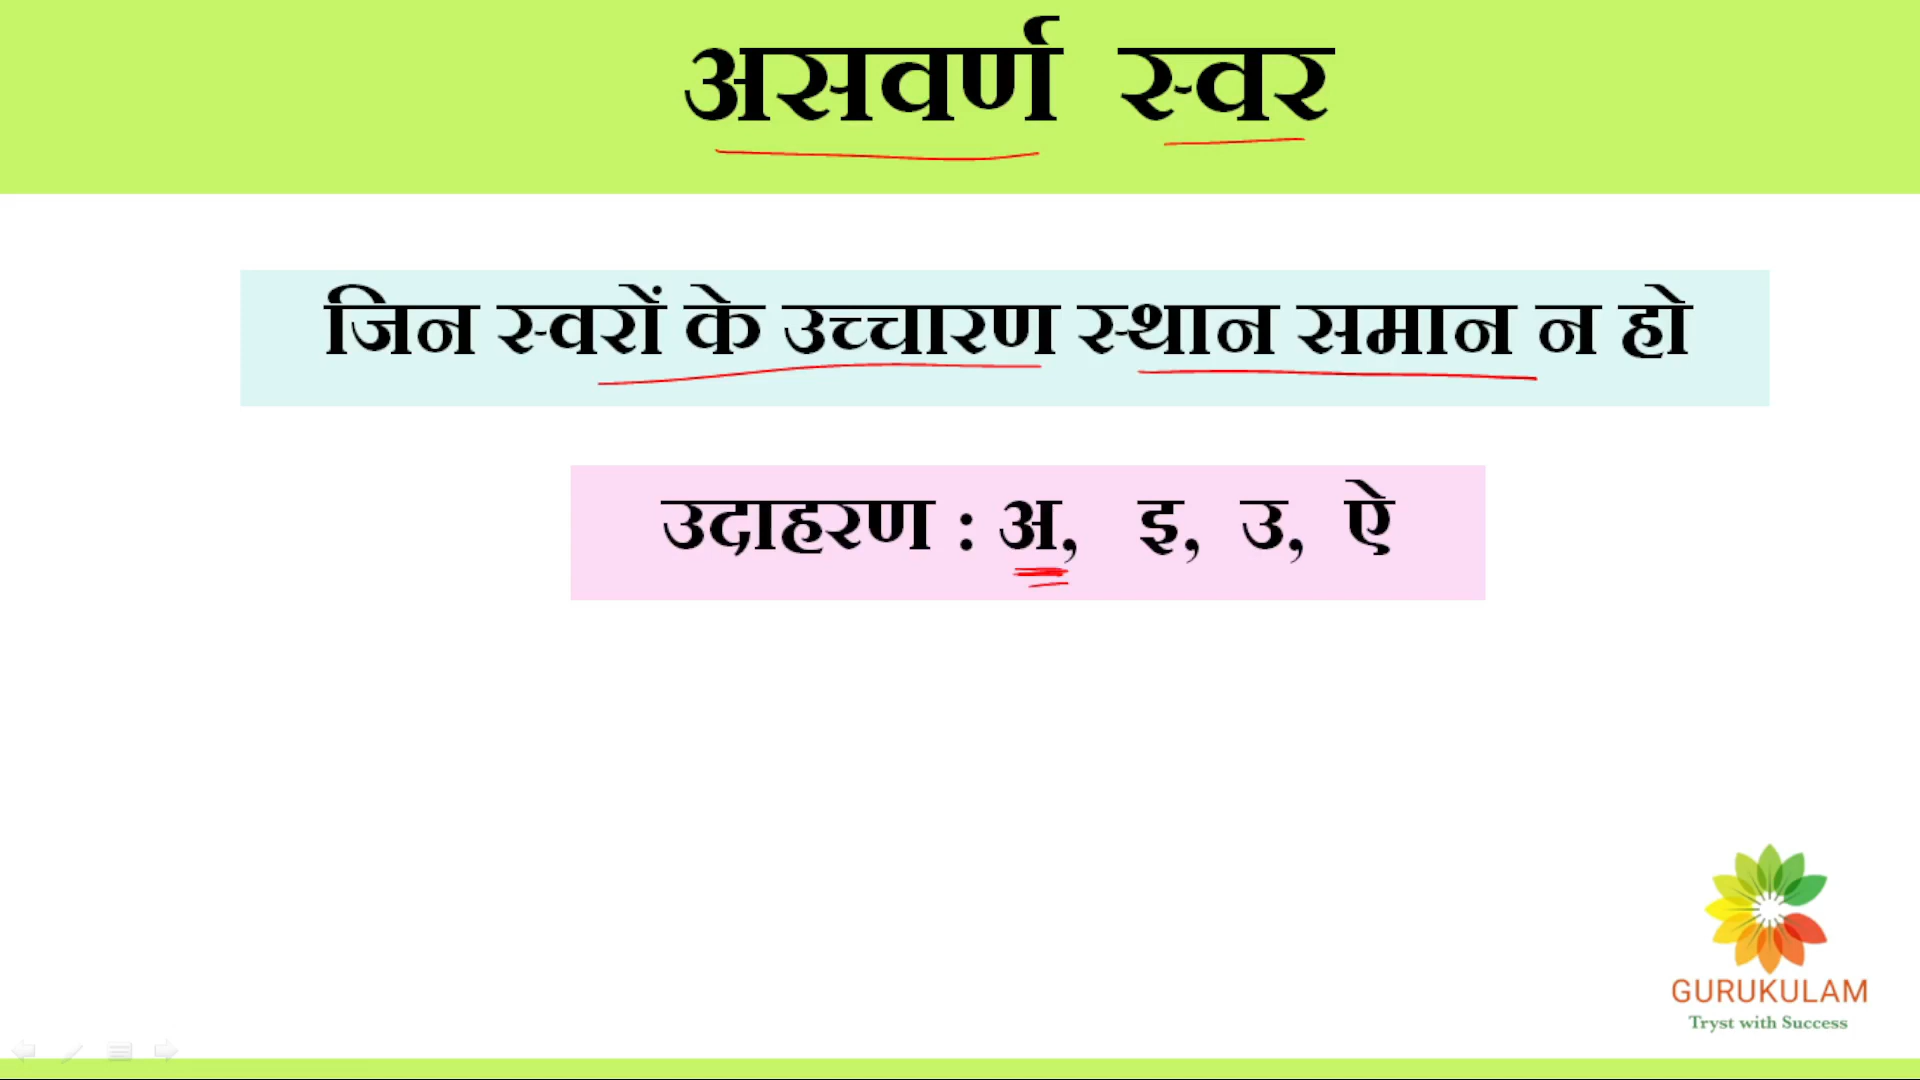 असवर्ण स्वर
जिन स्वरों के उच्चारण स्थान समान न हो
उदाहरण : अ, इ, उ, ऐ
GURUKULAM
Tryst with Success